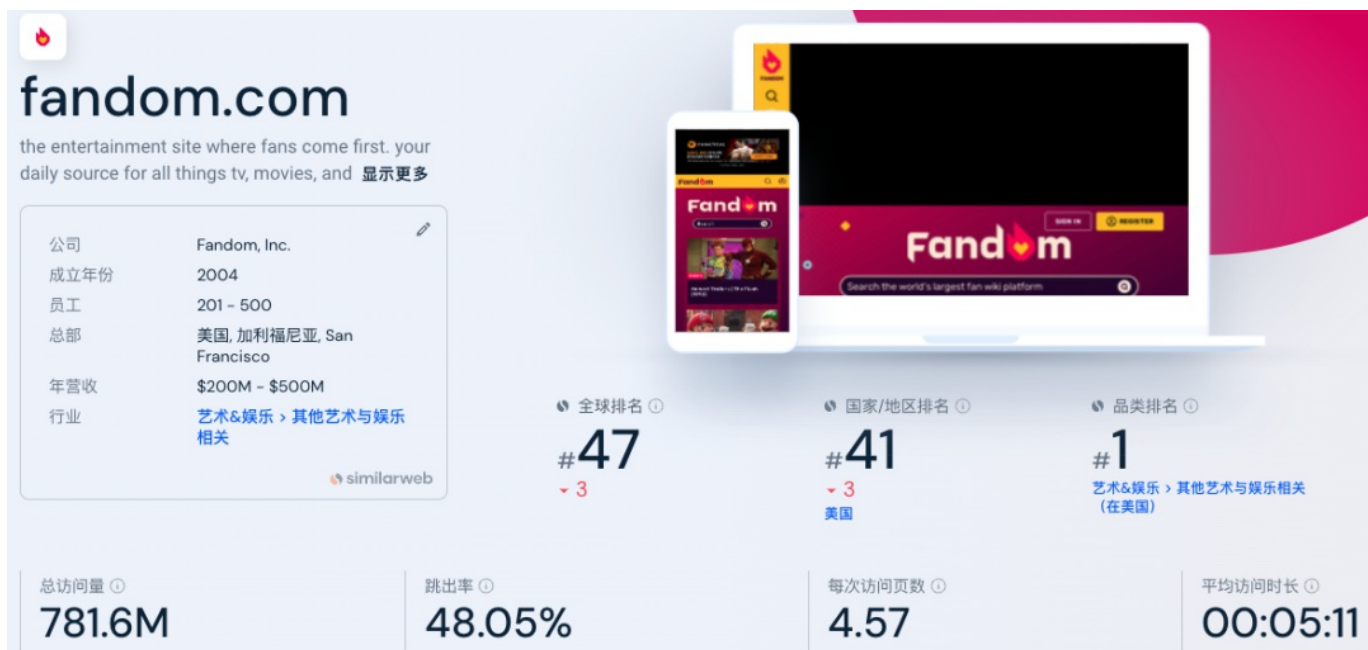 fandom.com
the entertainment site where fans come first. your
daily source for all things tv, movies, and 显示更多
公司 Fandom, Inc.
成立年份 2004
员工 201 - 500
总部 美国, 加利福尼亚, San
Francisco
年营收 $200M - $500M
行业 艺术&娱乐 > 其他艺术与娱乐
相关
similarweb
FANDOM
Fandom
Fandom
Search
SIGN IN
REGISTER
Fandom
Search the world's largest fan wiki platform
全球排名
#47
3
国家/地区排名
#41
3
美国
品类排名
#1
艺术&娱乐 > 其他艺术与娱乐相关
(在美国)
总访问量
781.6M
跳出率
48.05%
每次访问页数
4.57
平均访问时长
00:05:11